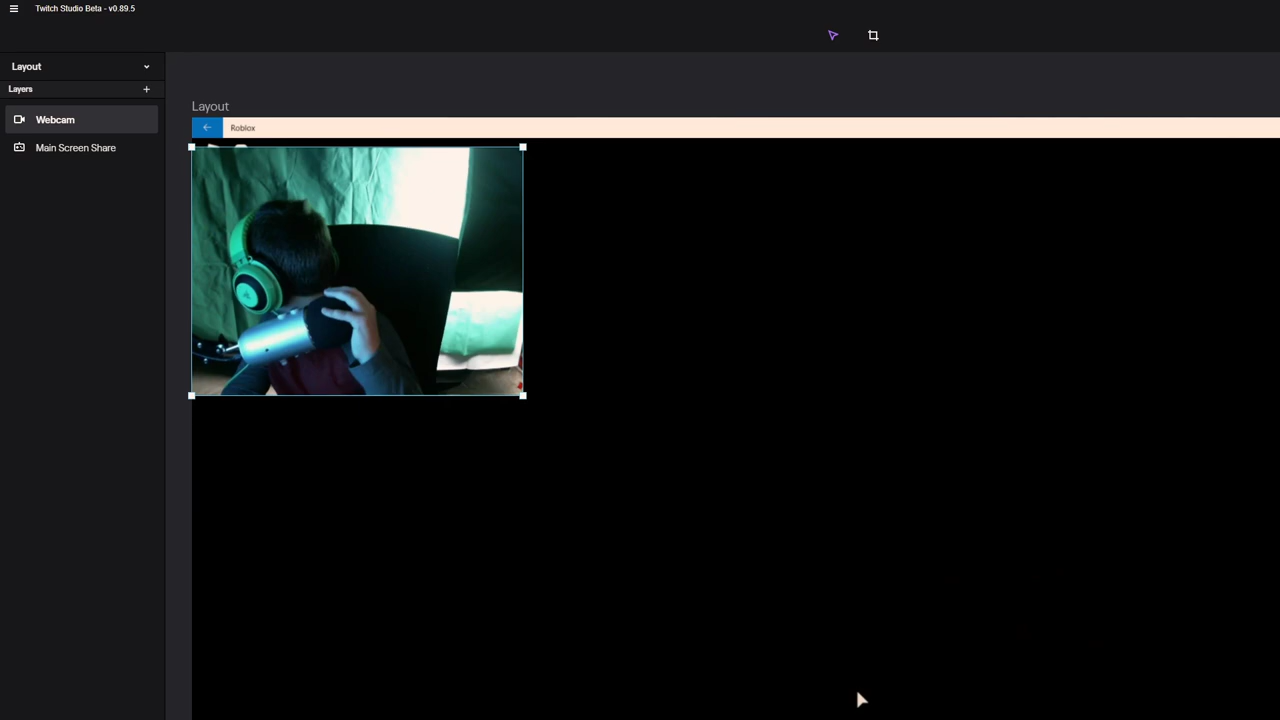 Twitch Studio Beta - v0.89.5
Layout
Layers
Webcam
Main Screen Share
Layout
Roblox